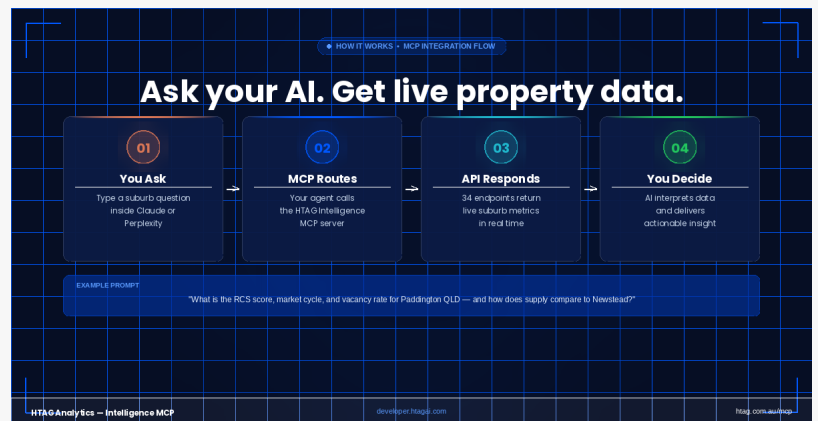 HOW IT WORKS • MCP INTEGRATION FLOW
Ask your AI. Get live property data.
01
You Ask
Type a suburb question
inside Claude or
Perplexity
02
MCP Routes
Your agent calls
the HTAG Intelligence
MCP server
03
API Responds
34 endpoints return
live suburb metrics
in real time
04
You Decide
AI interprets data
and delivers
actionable insight
EXAMPLE PROMPT
"What is the RCS score, market cycle, and vacancy rate for Paddington QLD — and how does supply compare to Newstead?"
HTAG Analytics — Intelligence MCP
developer.htagai.com
htag.com.au/mcp